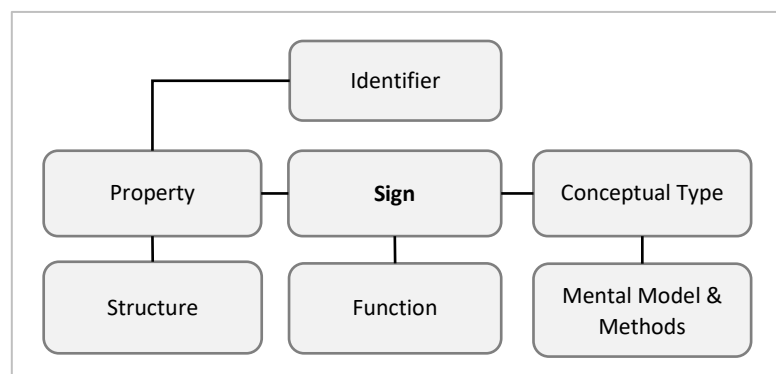 Identifier
Property
Sign
Conceptual Type
Structure
Function
Mental Model &
Methods